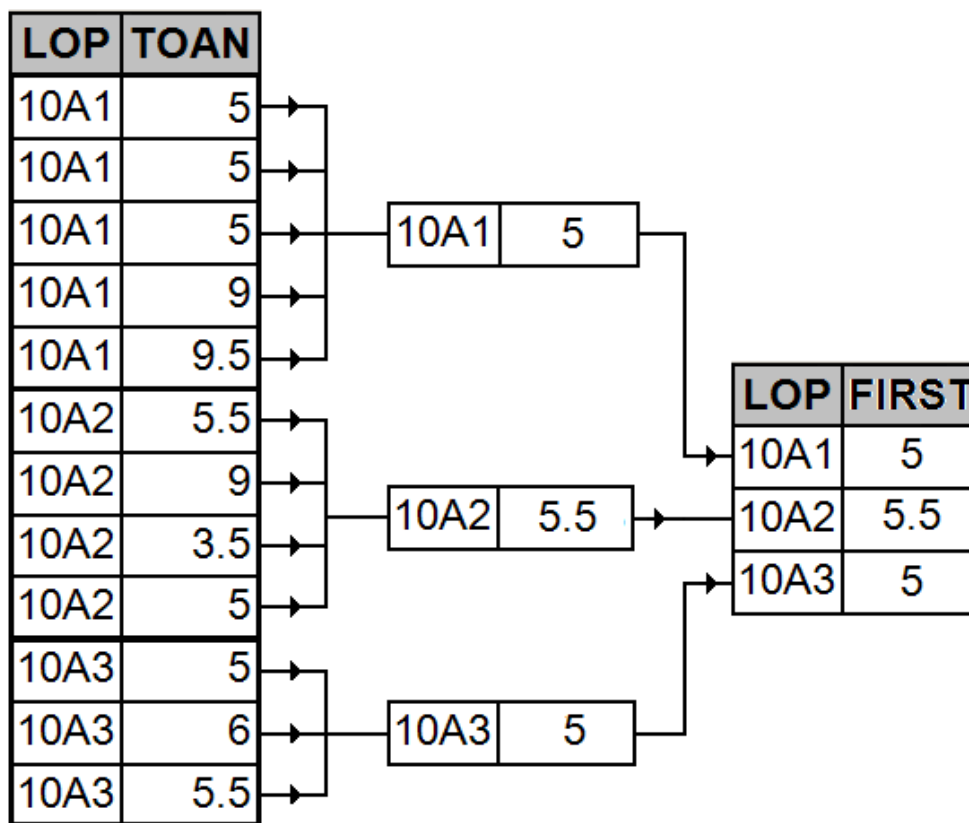 LOP TOAN
10A1 5
10A1 5
10A1 5
10A1 9
10A1 9.5
10A2 5.5
10A2 9
10A2 3.5
10A2 5
10A3 5
10A3 6
10A3 5.5
10A1 5
10A2 5.5
10A3 5
LOP FIRST
10A1 5
10A2 5.5
10A3 5